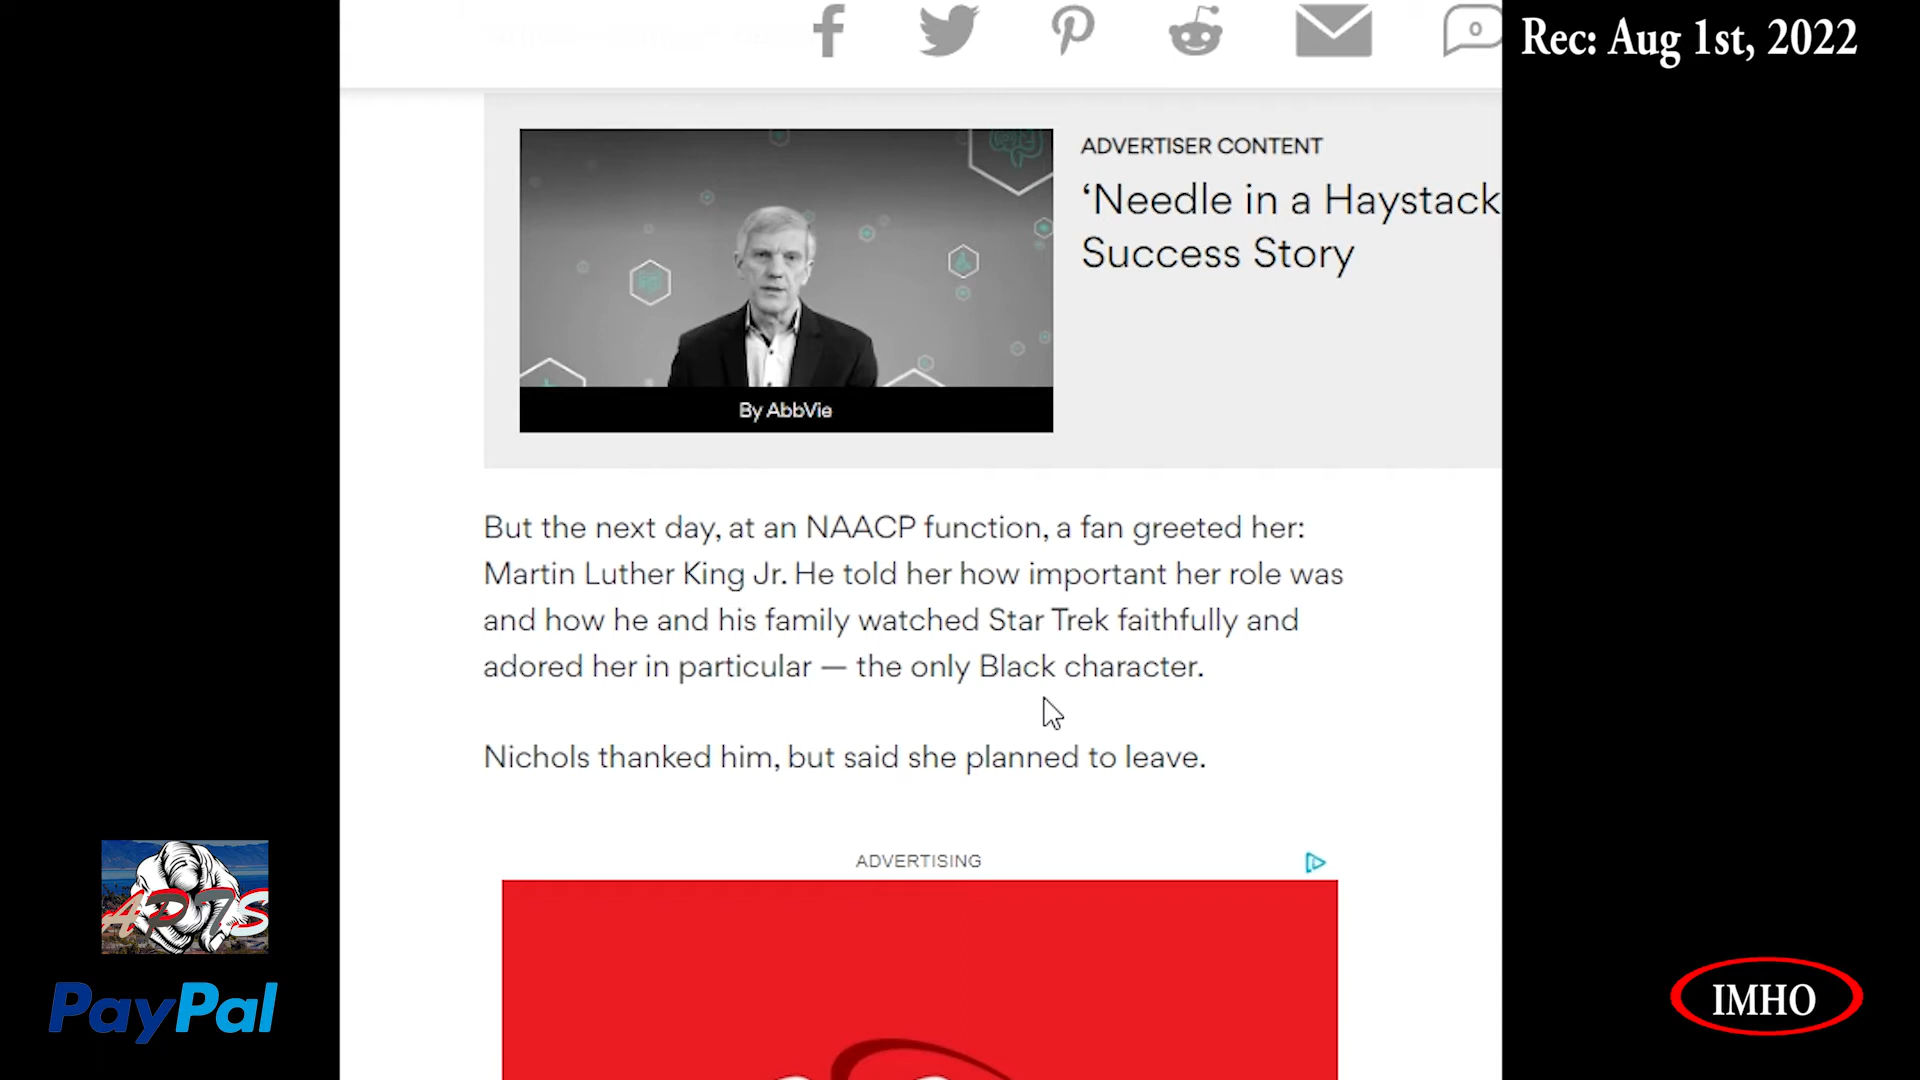 0
Rec: Aug 1st, 2022
ADVERTISER CONTENT
‘Needle in a Haystack
Success Story
By AbbVie
But the next day, at an NAACP function, a fan greeted her:
Martin Luther King Jr. He told her how important her role was
and how he and his family watched Star Trek faithfully and
adored her in particular — the only Black character.
Nichols thanked him, but said she planned to leave.
ADVERTISING
APTS
PayPal
IMHO